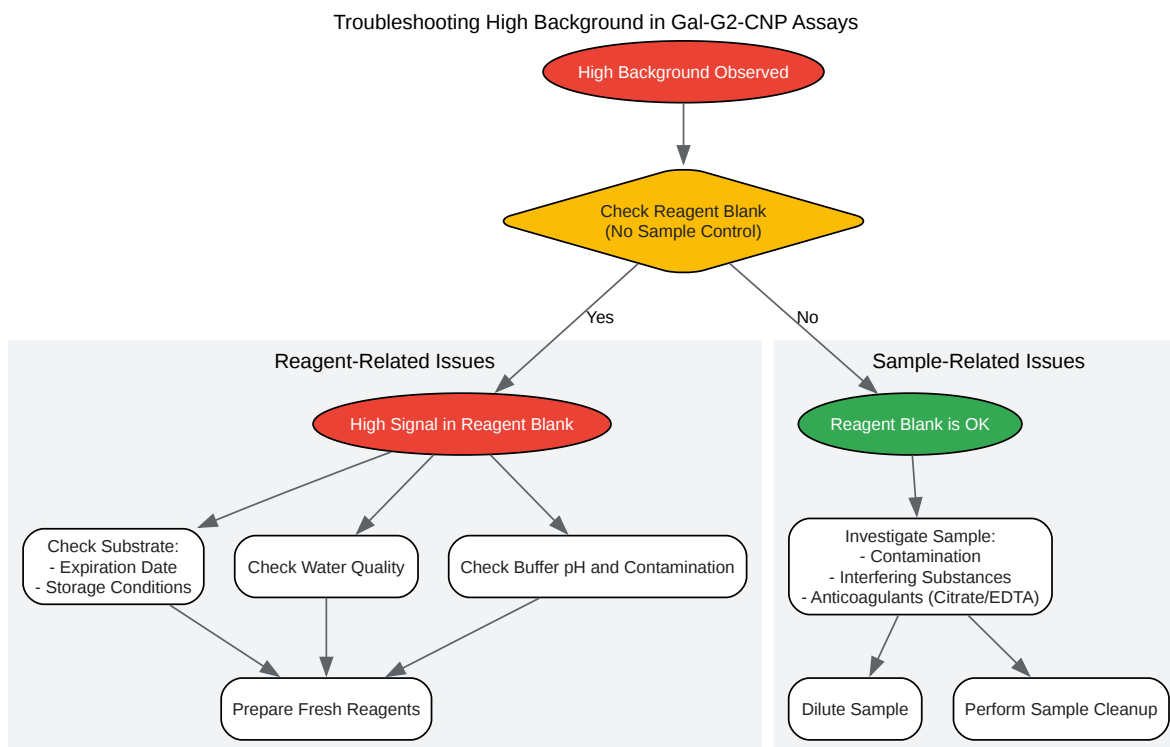 Troubleshooting High Background in Gal-G2-CNP Assays
High Background Observed
Check Reagent Blank
(No Sample Control)
Yes
No
Reagent-Related Issues
Sample-Related Issues
High Signal in Reagent Blank
Reagent Blank is OK
Check Substrate:
- Expiration Date
- Storage Conditions
Check Water Quality
Check Buffer pH and Contamination
Investigate Sample:
- Contamination
- Interfering Substances
- Anticoagulants (Citrate/EDTA)
Prepare Fresh Reagents
Dilute Sample
Perform Sample Cleanup